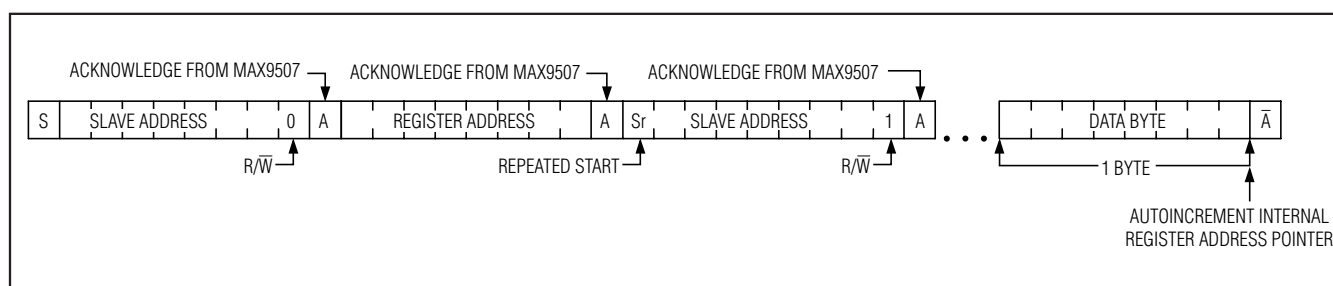 ACKNOWLEDGE FROM MAX9507 ACKNOWLEDGE FROM MAX9507 ACKNOWLEDGE FROM MAX9507
S SLAVE ADDRESS 0 A REGISTER ADDRESS A Sr SLAVE ADDRESS 1 A ... DATA BYTE A̅
R/W̅ REPEATED START R/W̅ 1 BYTE
AUTOINCREMENT INTERNAL
REGISTER ADDRESS POINTER